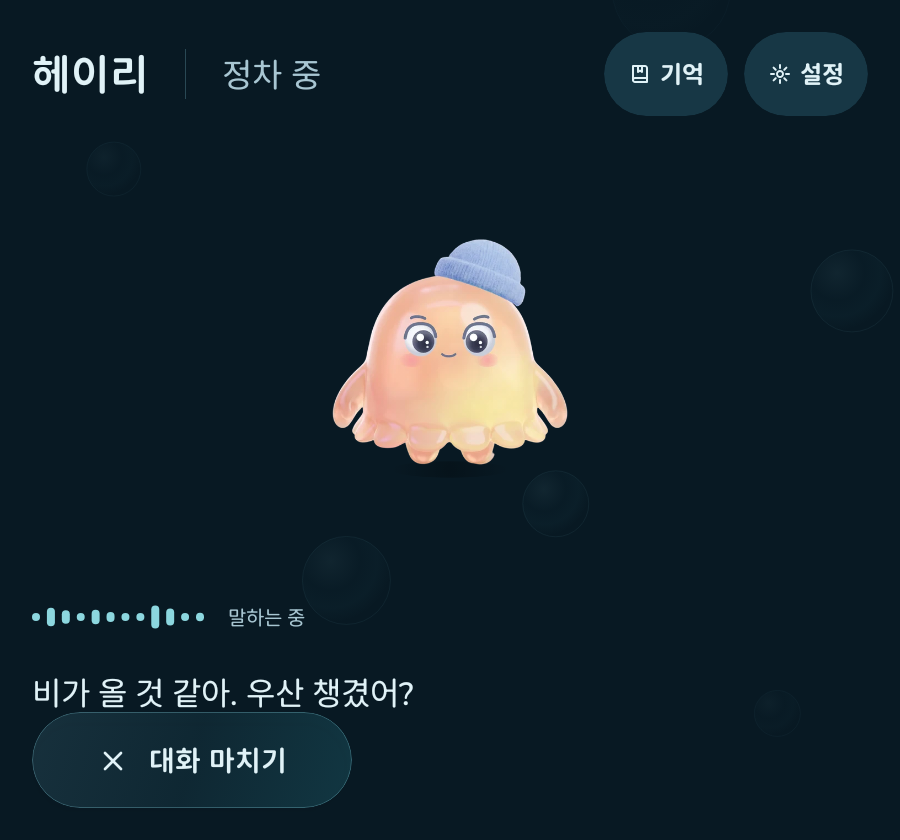 헤이리
정차 중
기억
설정
말하는 중
비가 올 것 같아. 우산 챙겼어?
대화 마치기